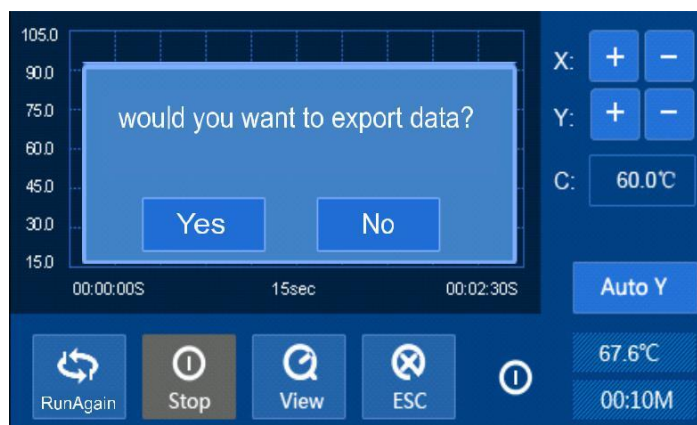 105.0
90.0
75.0
60.0
45.0
30.0
15.0
would you want to export data?
Yes No
00:00:00S 15sec 00:02:30S
X: + −
Y: + −
C: 60.0℃
Auto Y
67.6℃
00:10M
RunAgain Stop View ESC